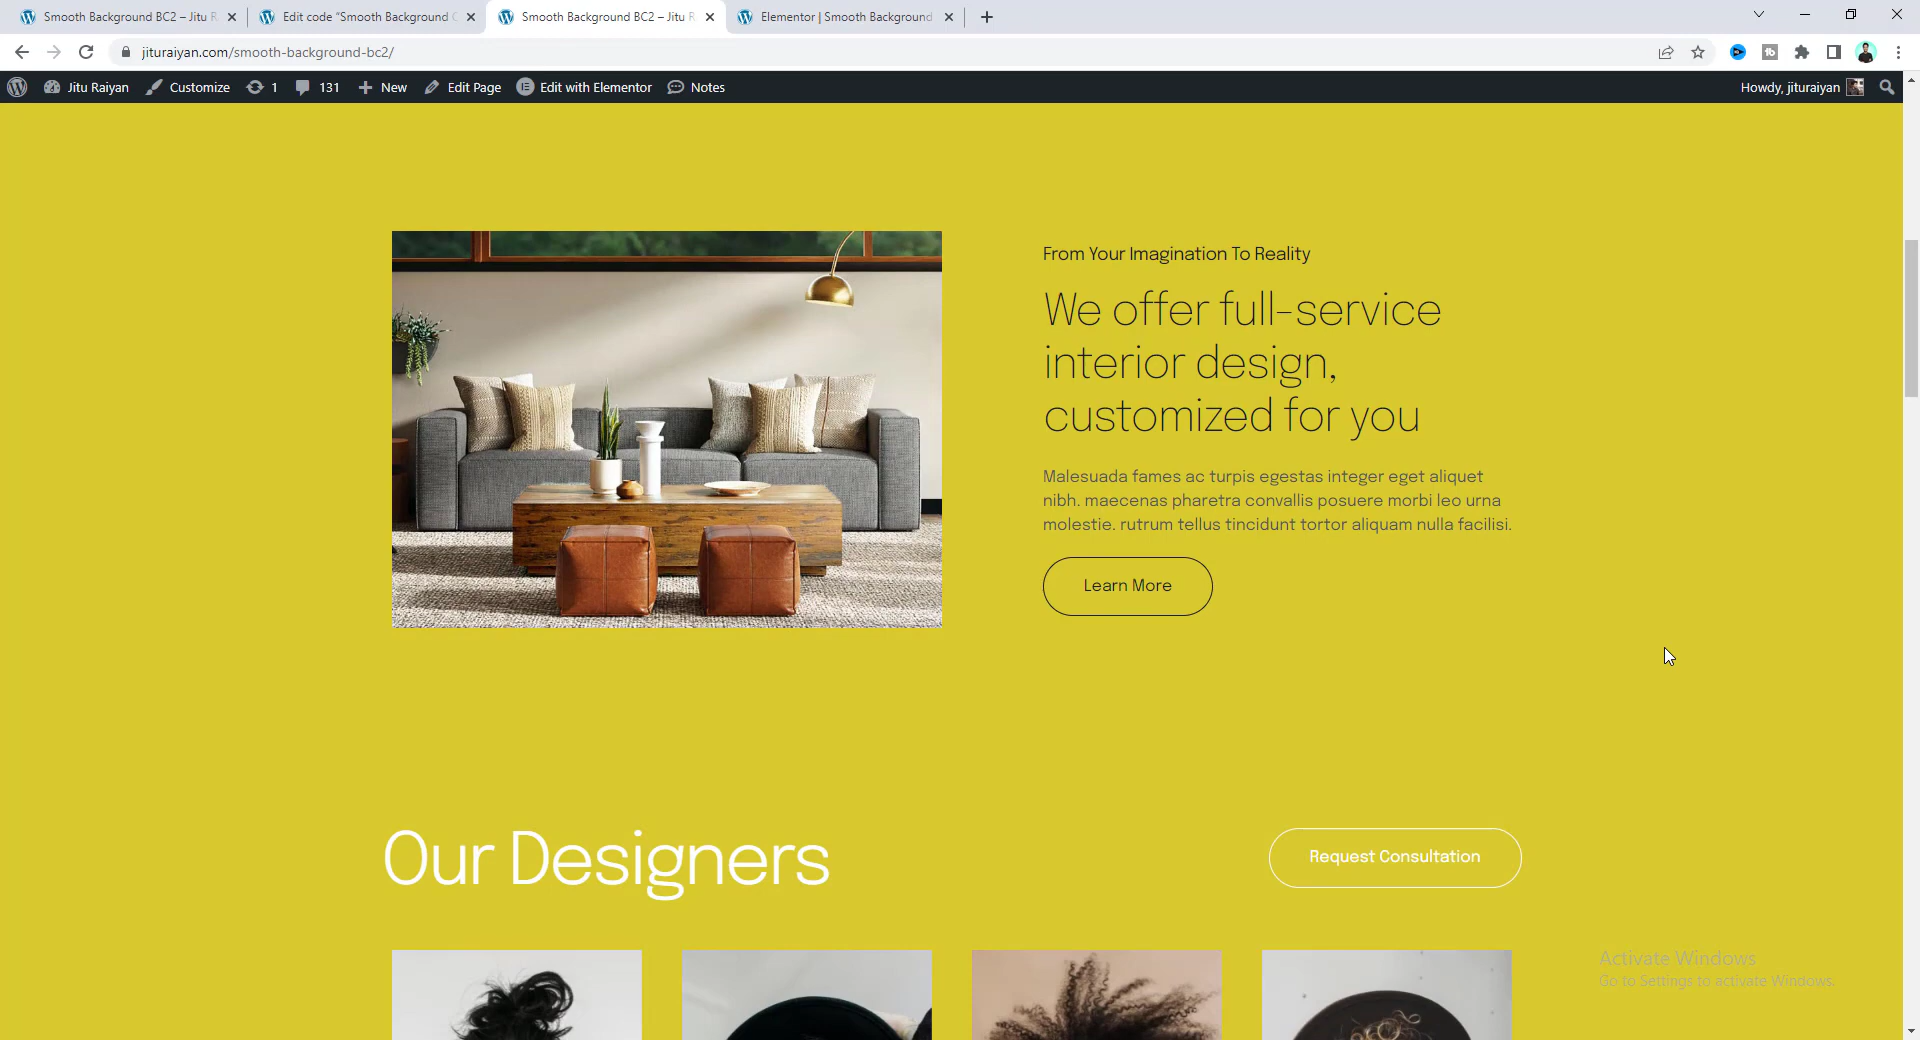 Smooth Background BC2 – Jitu R
Edit code "Smooth Background C
Smooth Background BC2 – Jitu R
Elementor | Smooth Background
jituraiyan.com/smooth-background-bc2/
Jitu Raiyan
Customize
1
131
New
Edit Page
Edit with Elementor
Notes
Howdy, jituraiyan
From Your Imagination To Reality
We offer full-service
interior design,
customized for you
Malesuada fames ac turpis egestas integer eget aliquet
nibh. maecenas pharetra convallis posuere morbi leo urna
molestie. rutrum tellus tincidunt tortor aliquam nulla facilisi.
Learn More
Our Designers
Request Consultation
Activate Windows
Go to Settings to activate Windows.